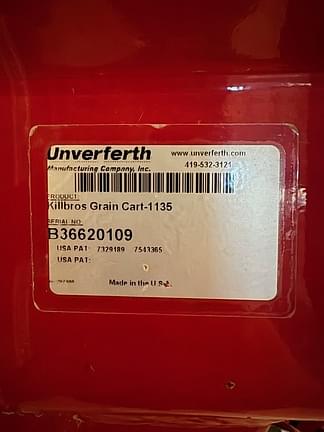 Unverferth www.unverferth.com
Manufacturing Company, Inc. 419-532-3121
PRODUCT:
Killbros Grain Cart-1135
SERIAL NO:
B36620109
USA PAT: 7329189 7543365
USA PAT:
Made in the U.S.